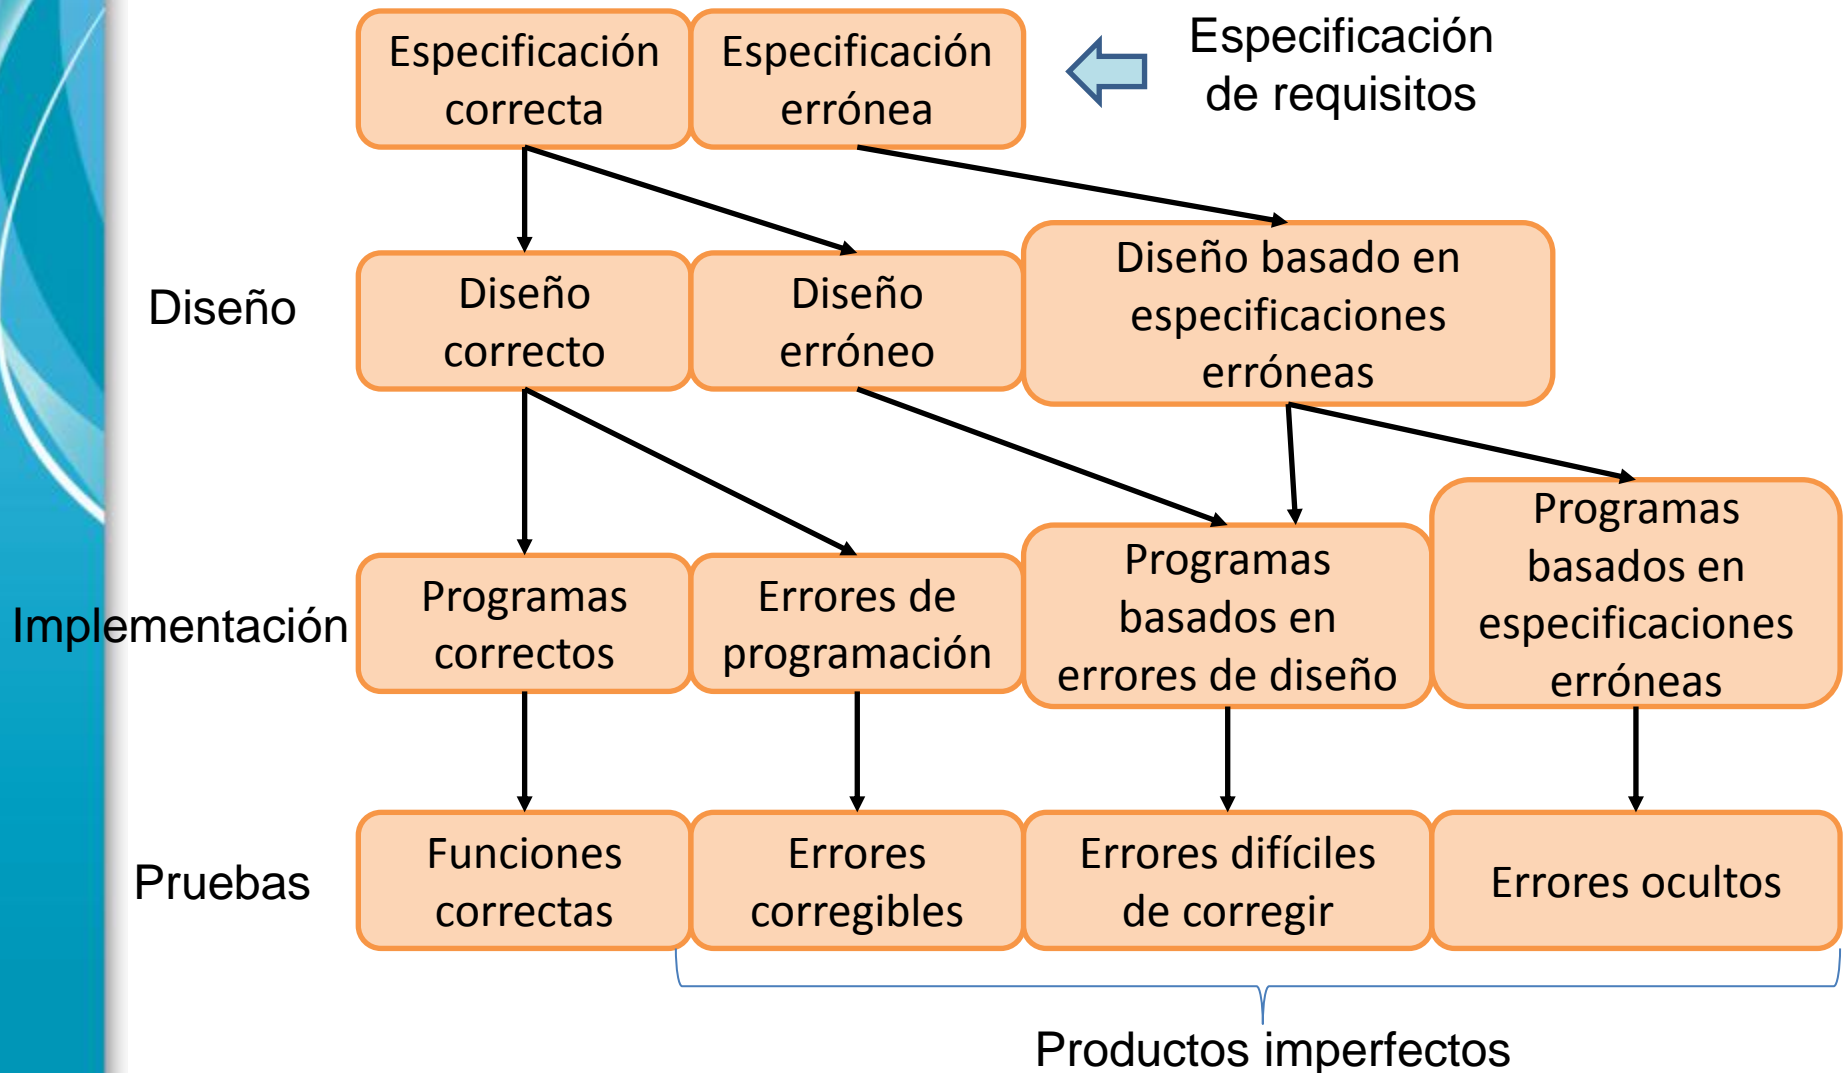 Especificación
correcta
Especificación
errónea
Especificación
de requisitos
Diseño
Diseño
correcto
Diseño
erróneo
Diseño basado en
especificaciones
erróneas
Implementación
Programas
correctos
Errores de
programación
Programas
basados en
errores de diseño
Programas
basados en
especificaciones
erróneas
Pruebas
Funciones
correctas
Errores
corregibles
Errores difíciles
de corregir
Errores ocultos
Productos imperfectos